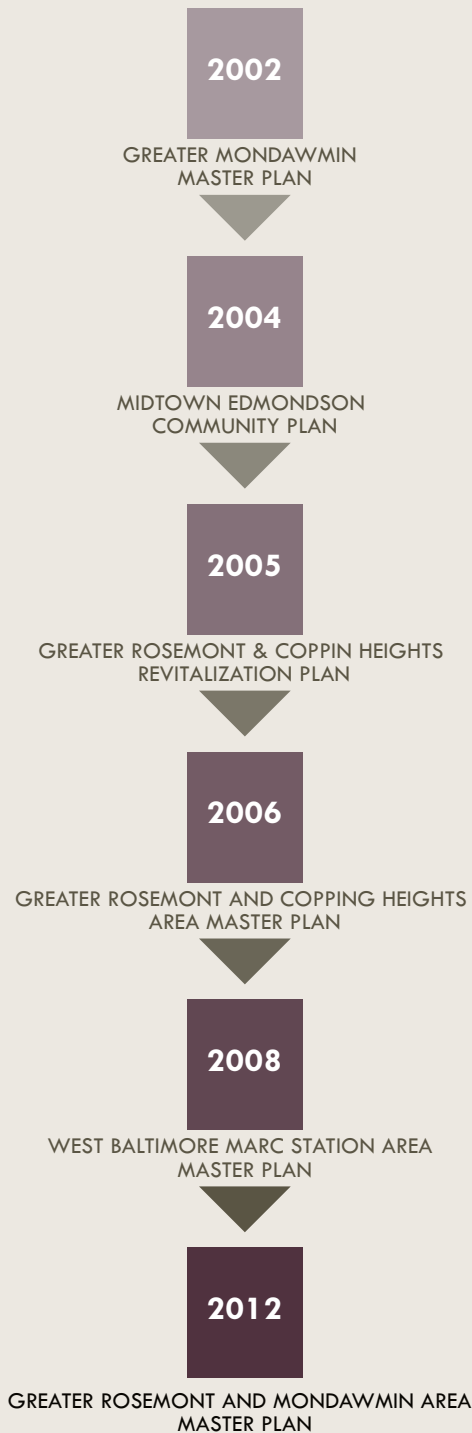 2002
GREATER MONDAWMIN
MASTER PLAN
2004
MIDTOWN EDMONDSON
COMMUNITY PLAN
2005
GREATER ROSEMONT & COPPIN HEIGHTS
REVITALIZATION PLAN
2006
GREATER ROSEMONT AND COPPING HEIGHTS
AREA MASTER PLAN
2008
WEST BALTIMORE MARC STATION AREA
MASTER PLAN
2012
GREATER ROSEMONT AND MONDAWMIN AREA
MASTER PLAN